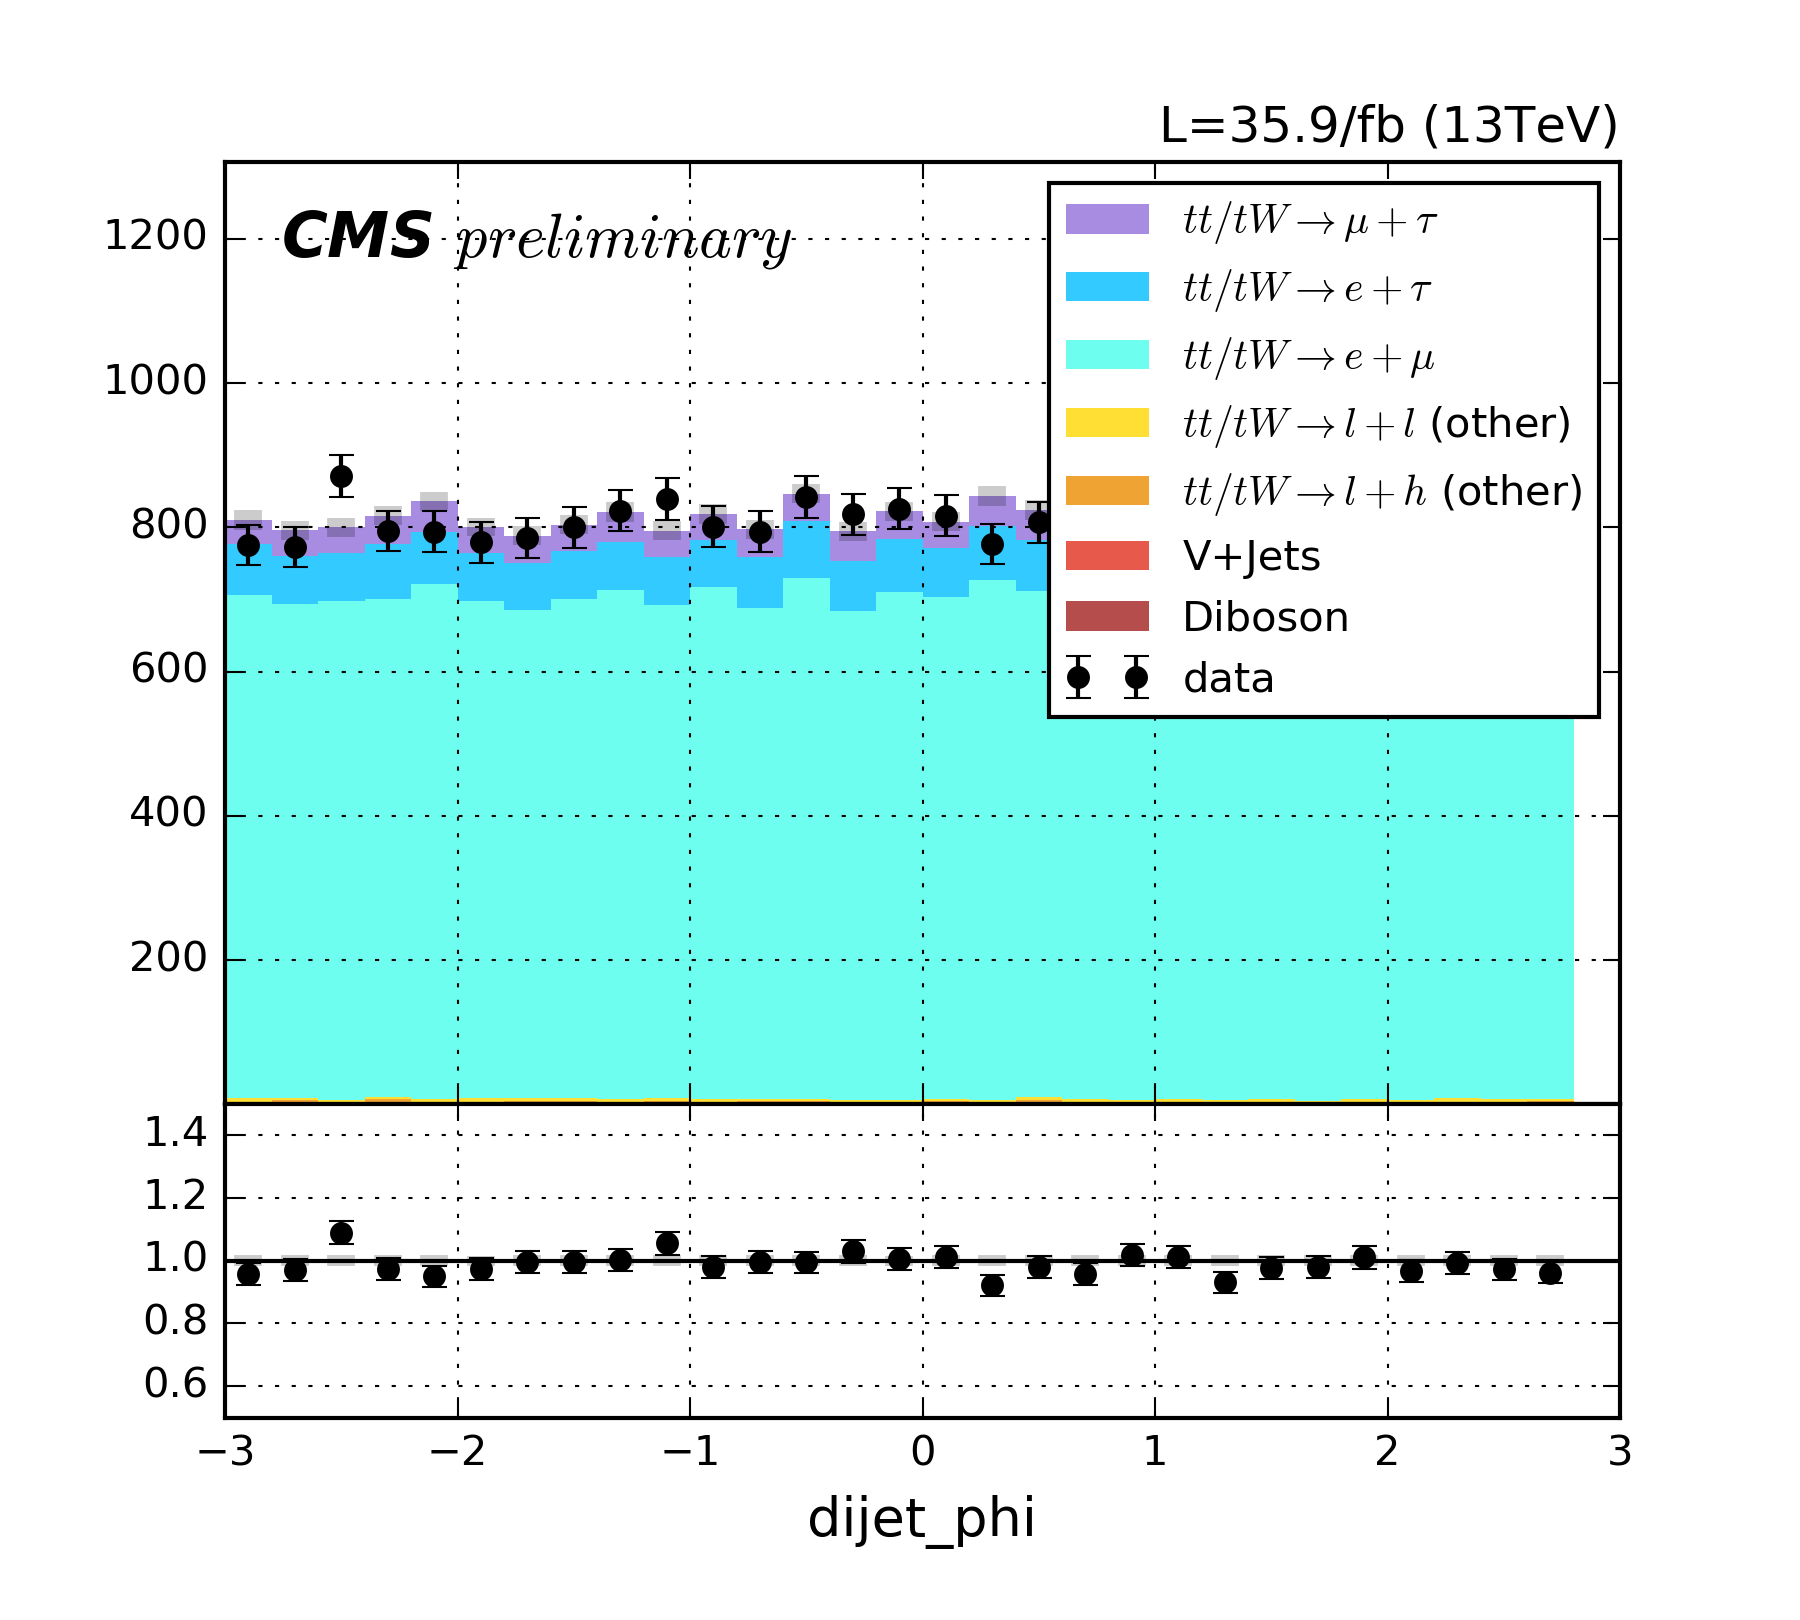 L=35.9/fb (13TeV)
CMS preliminary
1200
1000
800
600
400
200
tt/tW → μ + τ
tt/tW → e + τ
tt/tW → e + μ
tt/tW → l + l (other)
tt/tW → l + h (other)
V+Jets
Diboson
data
1.4
1.2
1.0
0.8
0.6
−3 −2 −1 0 1 2 3
dijet_phi